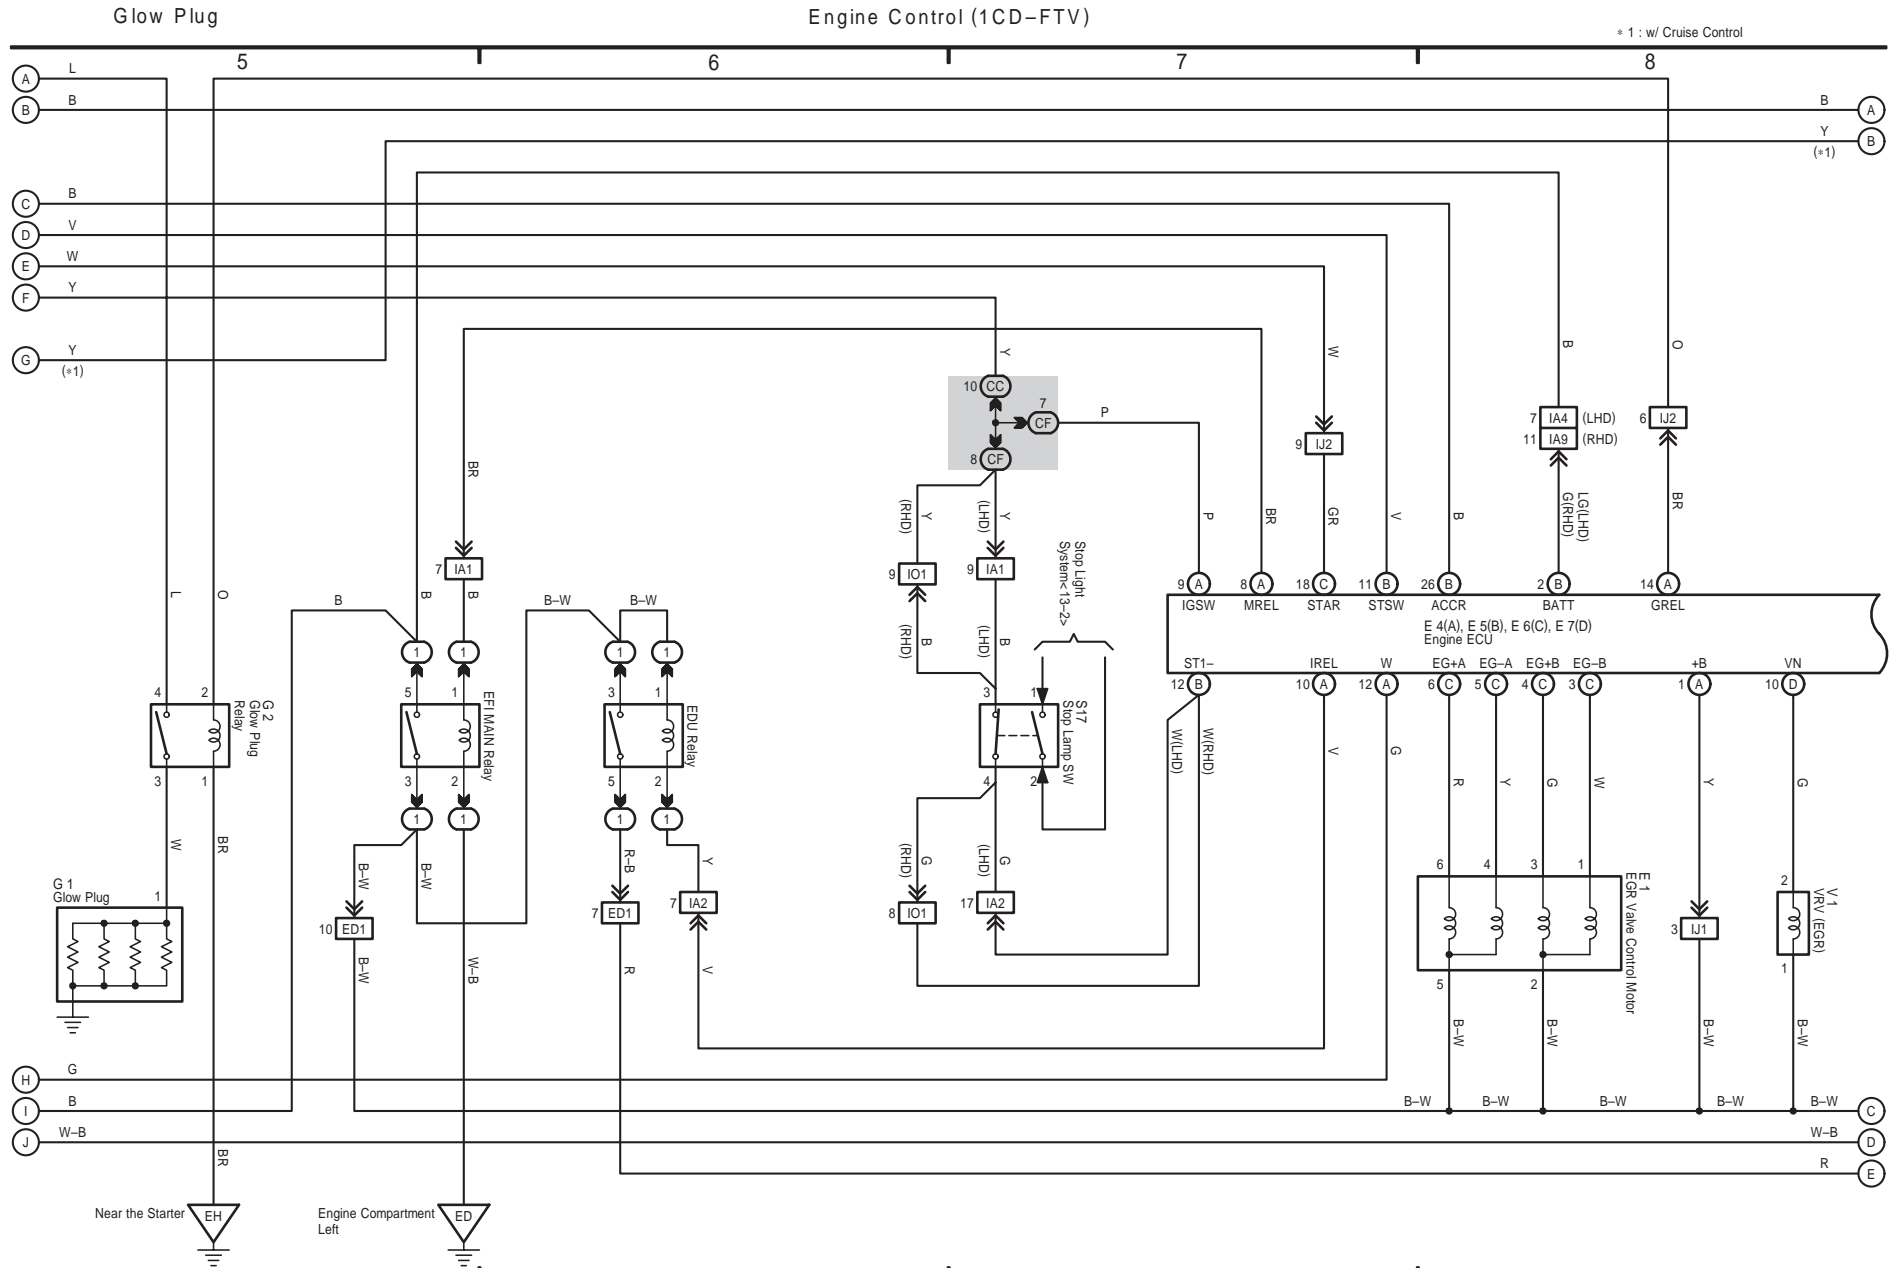 Glow Plug
Engine Control (1CD–FTV)
∗ 1 : w/ Cruise Control
5
6
7
8
A
L
B
B
B
A
Y
(∗1)
B
C
B
D
V
E
W
F
Y
G
Y
(∗1)
Y
W
B
O
10
CC
7
CF
P
8
CF
9
IJ2
7
IA4
(LHD)
11
IA9
(RHD)
6
IJ2
BR
(RHD)
Y
(LHD)
Y
P
BR
GR
V
B
G(RHD)
LG(LHD)
BR
7
IA1
9
IO1
9
IA1
Stop Light
System<13–2>
L
O
B
B
B
B–W
B–W
(RHD)
B
(LHD)
B
9
A
8
A
18
C
11
B
26
B
2
B
14
A
IGSW
MREL
STAR
STSW
ACCR
BATT
GREL
E 4(A), E 5(B), E 6(C), E 7(D)
Engine ECU
ST1–
IREL
W
EG+A
EG–A
EG+B
EG–B
+B
VN
12
B
10
A
12
A
6
C
5
C
4
C
3
C
1
A
10
D
1
1
1
1
4
2
5
1
3
1
3
1
G 2
Glow Plug
Relay
EFI MAIN Relay
EDU Relay
S17
Stop Lamp SW
3
1
3
2
5
2
4
2
W(LHD)
W(RHD)
V
G
R
Y
G
W
Y
G
1
1
1
1
W
BR
B–W
B–W
R–B
Y
(RHD)
G
(LHD)
G
G 1
Glow Plug
1
10
ED1
7
ED1
7
IA2
8
IO1
17
IA2
6
4
3
1
E 1
EGR Valve Control Motor
3
IJ1
2
V 1
VRV (EGR)
5
2
1
B–W
W–B
R
V
B–W
B–W
B–W
B–W
H
G
I
B
B–W
B–W
B–W
B–W
B–W
C
J
W–B
W–B
D
BR
R
E
Near the Starter
EH
Engine Compartment
Left
ED